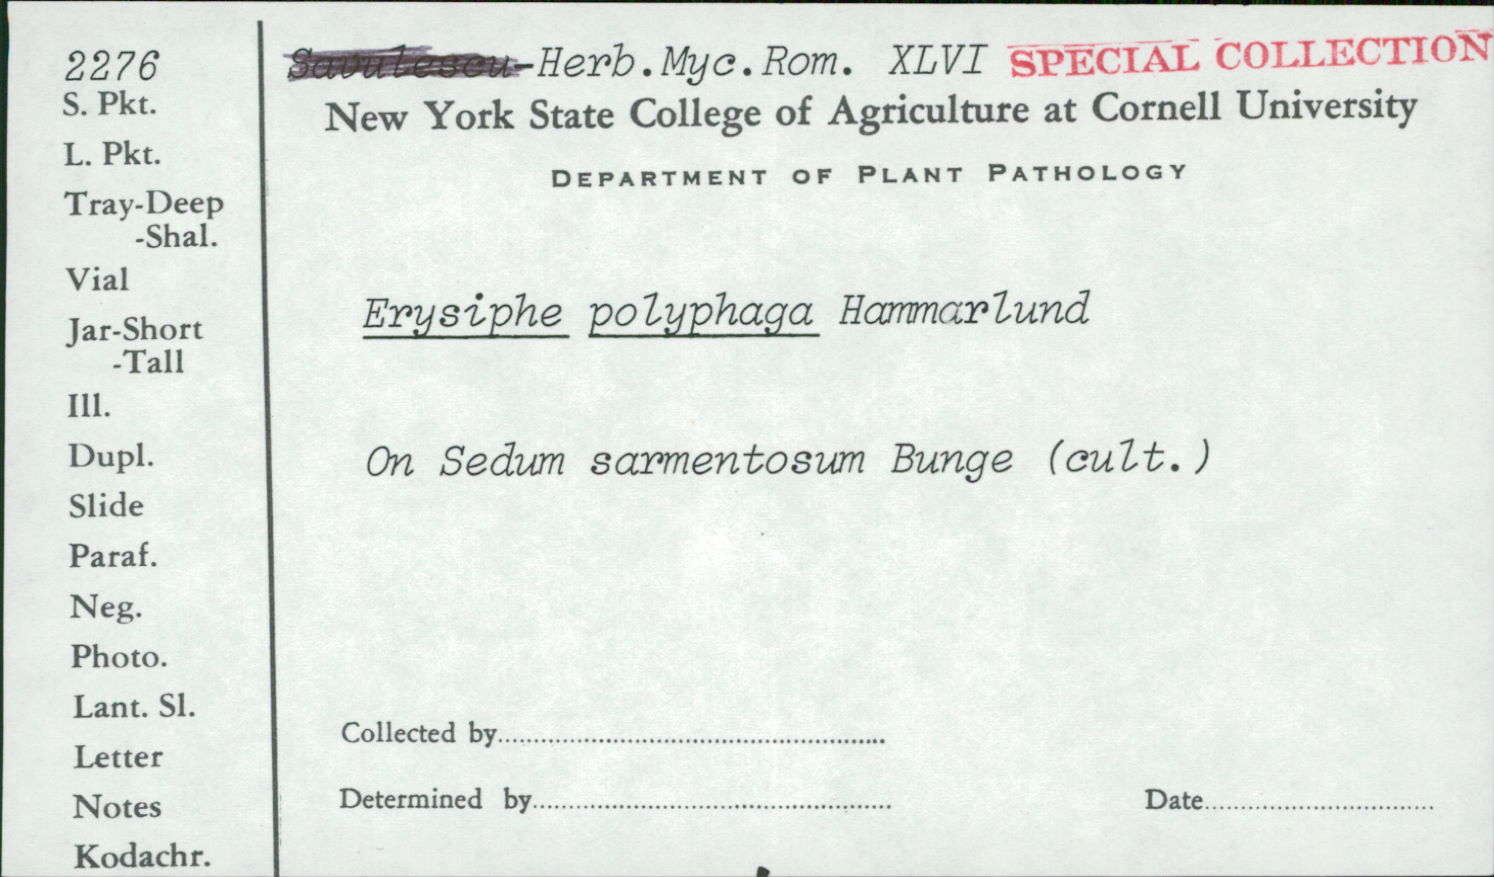 2276
S. Pkt.
L. Pkt.
Tray-Deep
-Shal.
Vial
Jar-Short
-Tall
Ill.
Dupl.
Slide
Paraf.
Neg.
Photo.
Lant. Sl.
Letter
Notes
Kodachr.
Savulescu-Herb.Myc.Rom. XLVI SPECIAL COLLECTION
New York State College of Agriculture at Cornell University
DEPARTMENT OF PLANT PATHOLOGY
Erysiphe polyphaga Hammarlund
On Sedum sarmentosum Bunge (cult.)
Collected by
Determined by
Date